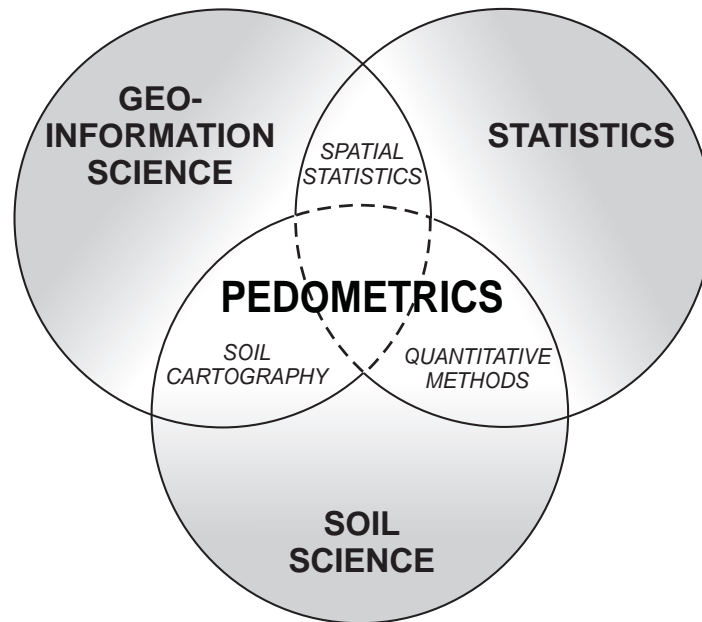 GEO-
INFORMATION
SCIENCE
STATISTICS
SPATIAL
STATISTICS
PEDOMETRICS
SOIL
CARTOGRAPHY
QUANTITATIVE
METHODS
SOIL
SCIENCE